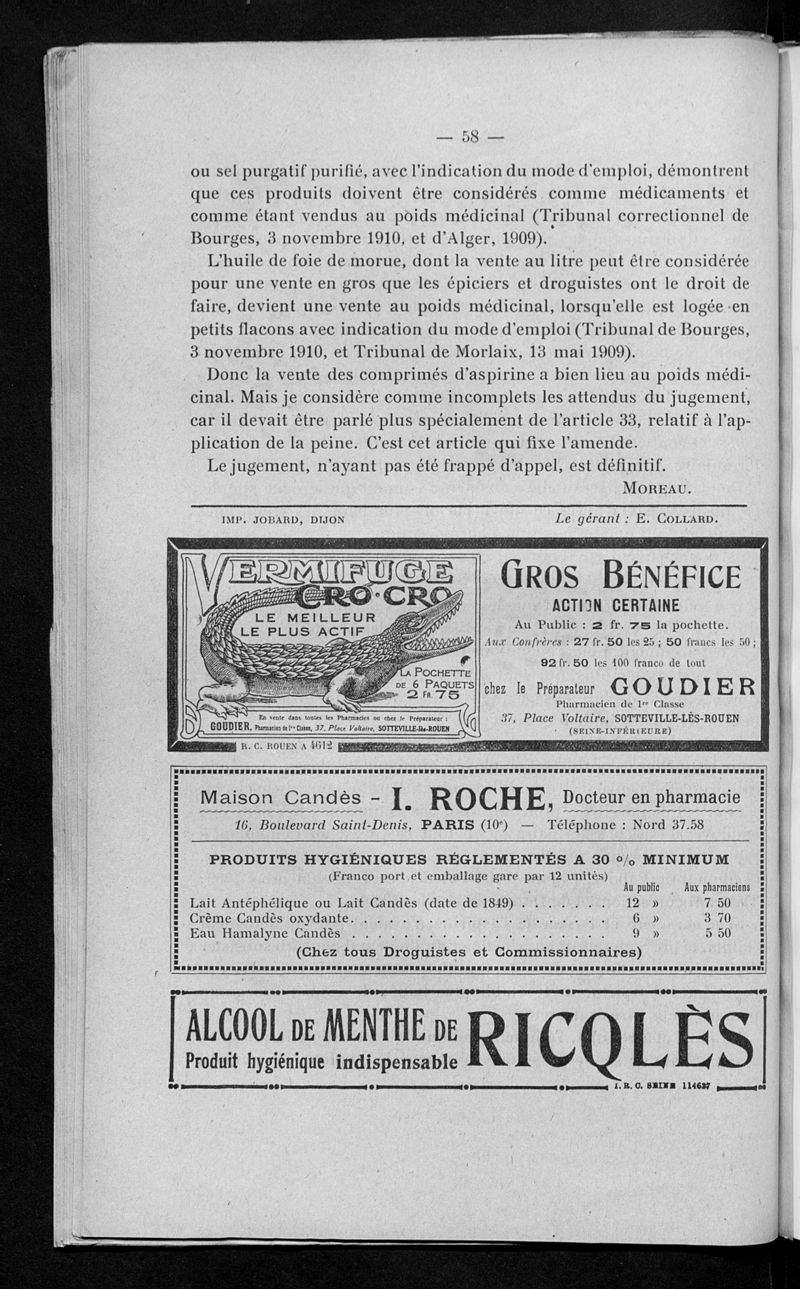 — 58 —
ou sel purgatif purifié, avec l'indication du mode d'emploi, démontrent
que ces produits doivent être considérés comme médicaments et
comme étant vendus au poids médicinal (Tribunal correctionnel de
Bourges, 3 novembre 1910, et d'Alger, 1909).
L'huile de foie de morue, dont la vente au litre peut être considérée
pour une vente en gros que les épiciers et droguistes ont le droit de
faire, devient une vente au poids médicinal, lorsqu'elle est logée en
petits flacons avec indication du mode d'emploi (Tribunal de Bourges,
3 novembre 1910, et Tribunal de Morlaix, 13 mai 1909).
Donc la vente des comprimés d'aspirine a bien lieu au poids médi-
cinal. Mais je considère comme incomplets les attendus du jugement,
car il devait être parlé plus spécialement de l'article 33, relatif à l'ap-
plication de la peine. C'est cet article qui fixe l'amende.
Le jugement, n'ayant pas été frappé d'appel, est définitif.
MOREAU.
IMP. JOBARD, DIJON
Le gérant : E. COLLARD.
VERMIFUGE
CRO-CRO
LE MEILLEUR
LE PLUS ACTIF
LA POCHETTE
DE 6 PAQUETS
2 FR. 75
En vente dans toutes les Pharmacies ou chez le Préparateur :
GOUDIER, Pharmacien de 1re Classe, 37, Place Voltaire, SOTTEVILLE-lès-ROUEN
GROS BÉNÉFICE
ACTION CERTAINE
Au Public : 2 fr. 75 la pochette.
Aux Confrères : 27 fr. 50 les 25 ; 50 francs les 50 ;
92 fr. 50 les 100 franco de tout
chez le Préparateur GOUDIER
Pharmacien de 1re Classe
37, Place Voltaire, SOTTEVILLE-LÈS-ROUEN
(SEINE-INFÉRIEURE)
R. C. ROUEN A 4612
Maison Candès - I. ROCHE, Docteur en pharmacie
16, Boulevard Saint-Denis, PARIS (10e) — Téléphone : Nord 37.58
PRODUITS HYGIÉNIQUES RÉGLEMENTÉS A 30 % MINIMUM
(Franco port et emballage gare par 12 unités)
Au public Aux pharmaciens
Lait Antéphélique ou Lait Candès (date de 1849) . . . . . . . 12 » 7 50
Crème Candès oxydante. . . . . . . . . . . . . . . . . . . . 6 » 3 70
Eau Hamalyne Candès . . . . . . . . . . . . . . . . . . . . 9 » 5 50
(Chez tous Droguistes et Commissionnaires)
ALCOOL DE MENTHE DE RICQLÈS
Produit hygiénique indispensable
I. R. C. SEINE 114637